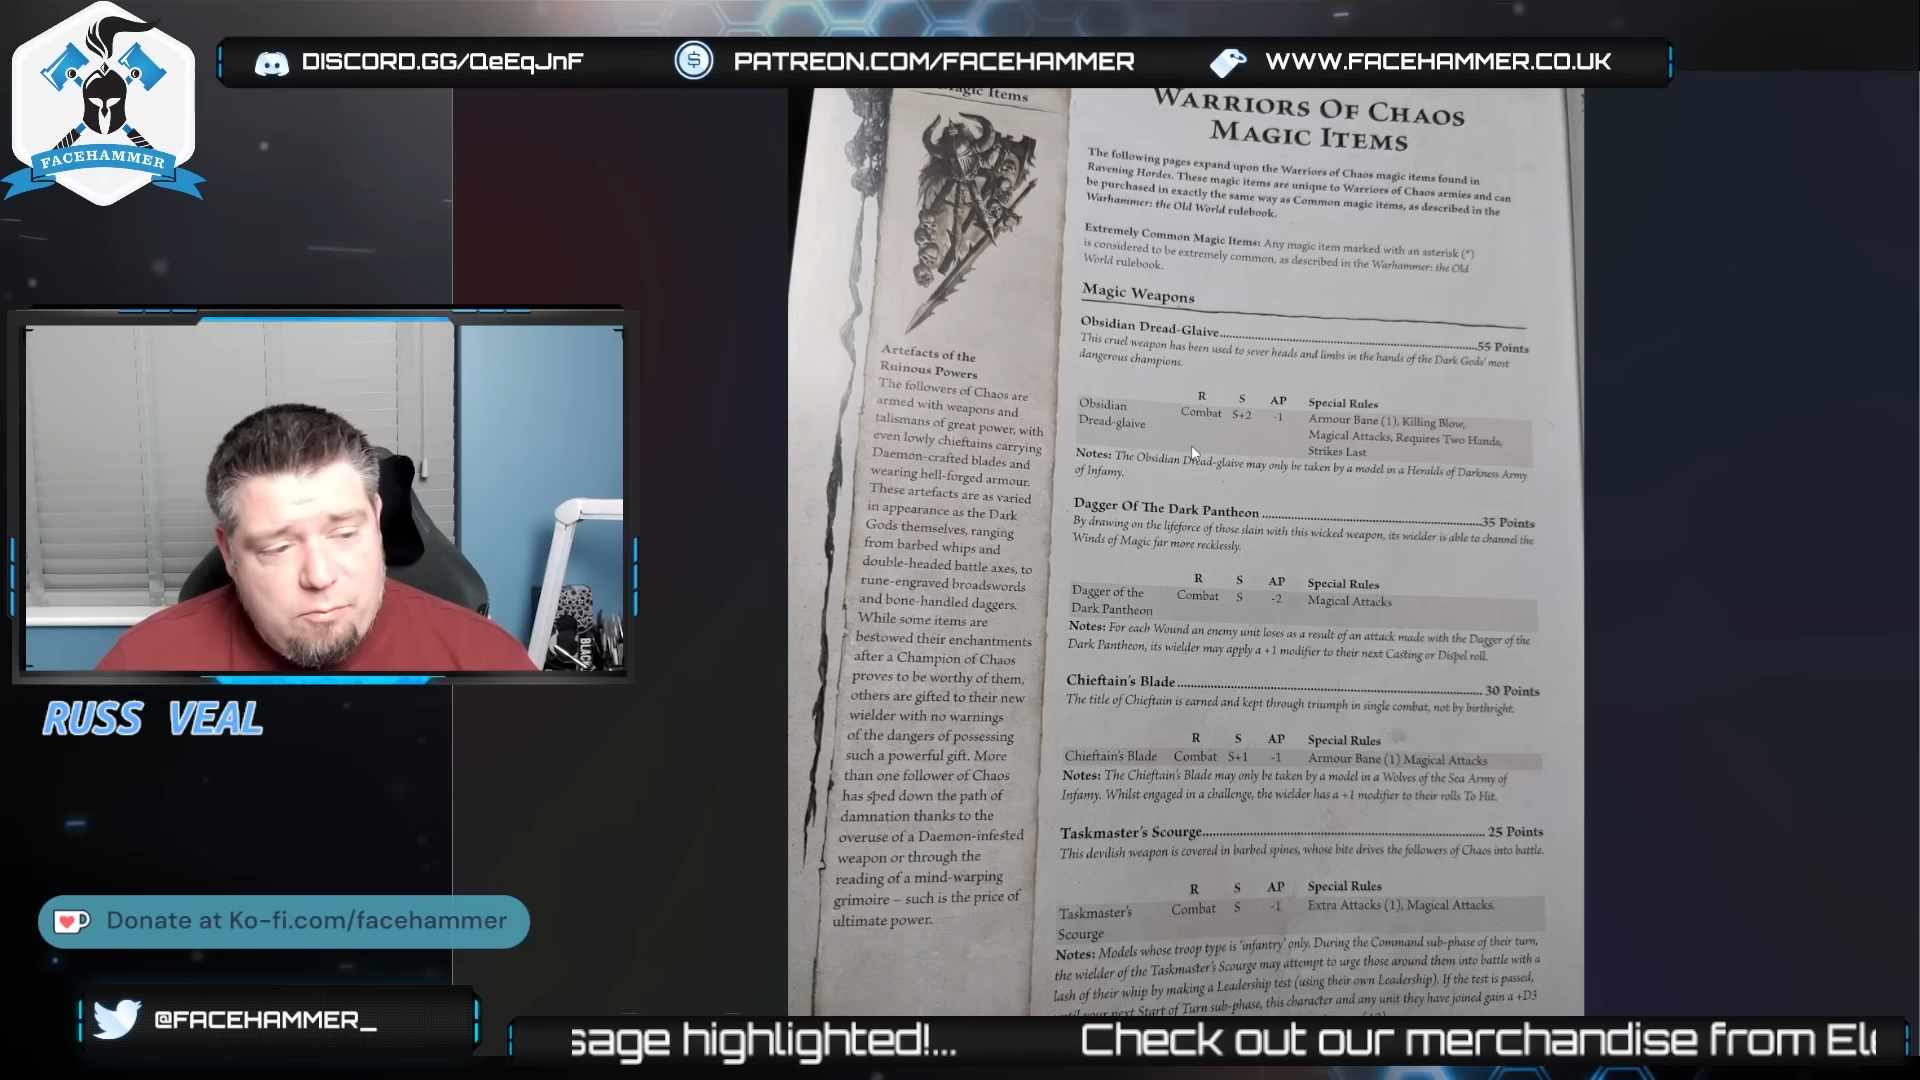 DISCORD.GG/QeEqJnF
PATREON.COM/FACEHAMMER
WWW.FACEHAMMER.CO.UK
FACEHAMMER
Magic Items
Artefacts of the
Ruinous Powers
The followers of Chaos are
armed with weapons and
talismans of great power, with
even lowly chieftains carrying
Daemon-crafted blades and
wearing hell-forged armour.
These artefacts are as varied
in appearance as the Dark
Gods themselves, ranging
from barbed whips and
double-headed battle axes, to
rune-engraved broadswords
and bone-handled daggers.
While some items are
bestowed their enchantments
after a Champion of Chaos
proves to be worthy of them,
others are gifted to their new
wielder with no warnings
of the dangers of possessing
such a powerful gift. More
than one follower of Chaos
has sped down the path of
damnation thanks to the
overuse of a Daemon-infested
weapon or through the
reading of a mind-warping
grimoire – such is the price of
ultimate power.
WARRIORS OF CHAOS
MAGIC ITEMS
The following pages expand upon the Warriors of Chaos magic items found in
Ravening Hordes. These magic items are unique to Warriors of Chaos armies and can
be purchased in exactly the same way as Common magic items, as described in the
Warhammer: the Old World rulebook.
Extremely Common Magic Items: Any magic item marked with an asterisk (*)
is considered to be extremely common, as described in the Warhammer: the Old
World rulebook.
Magic Weapons
Obsidian Dread-Glaive..........55 Points
This cruel weapon has been used to sever heads and limbs in the hands of the Dark Gods' most
dangerous champions.
R S AP Special Rules
Obsidian Combat S+2 -1 Armour Bane (1), Killing Blow,
Dread-glaive Magical Attacks, Requires Two Hands,
Strikes Last
Notes: The Obsidian Dread-glaive may only be taken by a model in a Heralds of Darkness Army
of Infamy.
Dagger Of The Dark Pantheon ..........35 Points
By drawing on the lifeforce of those slain with this wicked weapon, its wielder is able to channel the
Winds of Magic far more recklessly.
R S AP Special Rules
Dagger of the Combat S -2 Magical Attacks
Dark Pantheon
Notes: For each Wound an enemy unit loses as a result of an attack made with the Dagger of the
Dark Pantheon, its wielder may apply a +1 modifier to their next Casting or Dispel roll.
Chieftain's Blade .......... 30 Points
The title of Chieftain is earned and kept through triumph in single combat, not by birthright.
R S AP Special Rules
Chieftain's Blade Combat S+1 -1 Armour Bane (1) Magical Attacks
Notes: The Chieftain's Blade may only be taken by a model in a Wolves of the Sea Army of
Infamy. Whilst engaged in a challenge, the wielder has a +1 modifier to their rolls To Hit.
Taskmaster's Scourge.......... 25 Points
This devilish weapon is covered in barbed spines, whose bite drives the followers of Chaos into battle.
R S AP Special Rules
Taskmaster's Combat S -1 Extra Attacks (1), Magical Attacks.
Scourge
Notes: Models whose troop type is 'infantry' only. During the Command sub-phase of their turn,
the wielder of the Taskmaster's Scourge may attempt to urge those around them into battle with a
lash of their whip by making a Leadership test (using their own Leadership). If the test is passed,
until your next Start of Turn sub-phase, this character and any unit they have joined gain a +D3
RUSS VEAL
Donate at Ko-fi.com/facehammer
@FACEHAMMER_
sage highlighted!...
Check out our merchandise from Ele